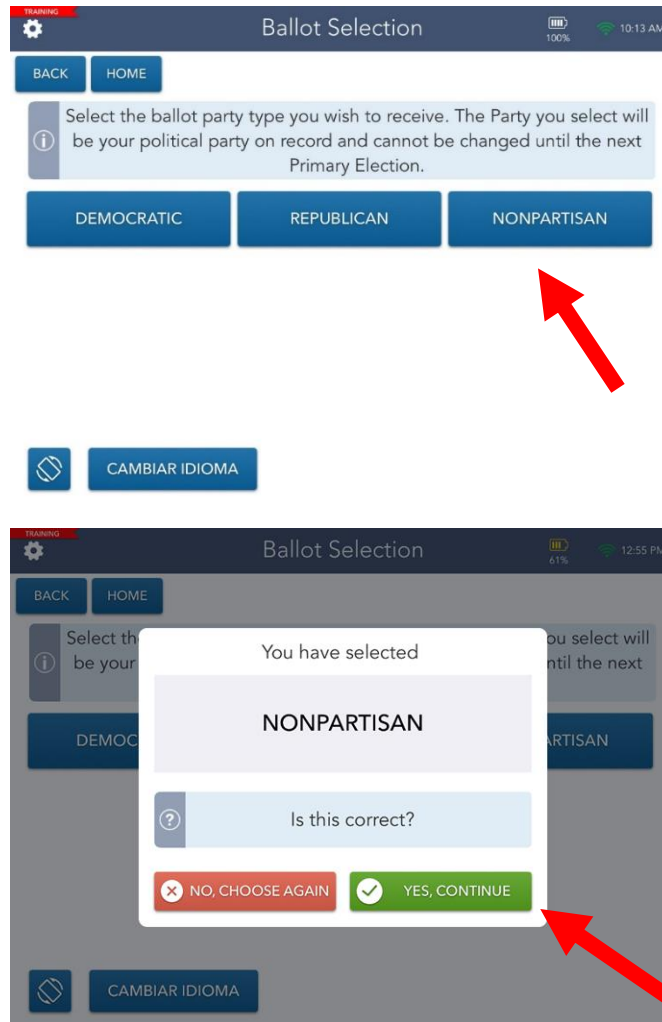 TRAINING
Ballot Selection
100%
10:13 AM
BACK
HOME
Select the ballot party type you wish to receive. The Party you select will
be your political party on record and cannot be changed until the next
Primary Election.
DEMOCRATIC
REPUBLICAN
NONPARTISAN
CAMBIAR IDIOMA
TRAINING
Ballot Selection
61%
12:55 PM
BACK
HOME
Select th
ou select will
be your
ntil the next
You have selected
NONPARTISAN
DEMOC
ARTISAN
Is this correct?
NO, CHOOSE AGAIN
YES, CONTINUE
CAMBIAR IDIOMA